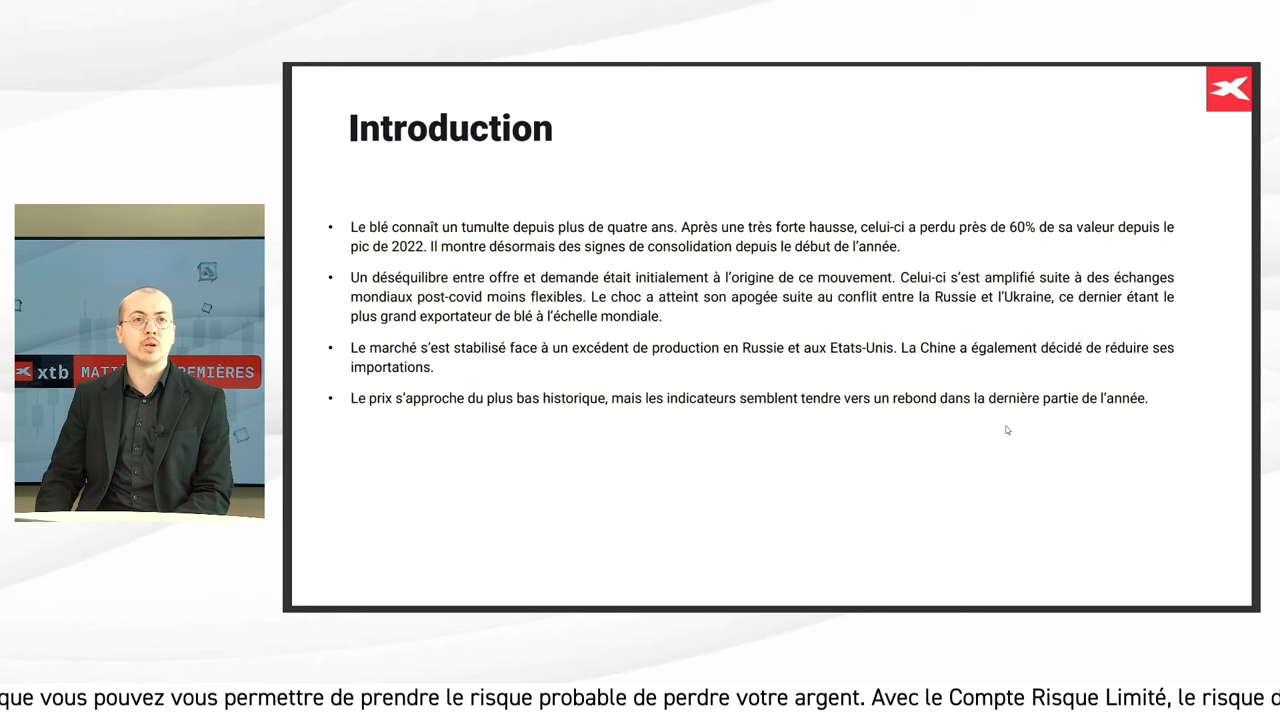 Introduction
• Le blé connaît un tumulte depuis plus de quatre ans. Après une très forte hausse, celui-ci a perdu près de 60% de sa valeur depuis le
pic de 2022. Il montre désormais des signes de consolidation depuis le début de l’année.
• Un déséquilibre entre offre et demande était initialement à l’origine de ce mouvement. Celui-ci s’est amplifié suite à des échanges
mondiaux post-covid moins flexibles. Le choc a atteint son apogée suite au conflit entre la Russie et l’Ukraine, ce dernier étant le
plus grand exportateur de blé à l’échelle mondiale.
• Le marché s’est stabilisé face à un excédent de production en Russie et aux Etats-Unis. La Chine a également décidé de réduire ses
importations.
• Le prix s’approche du plus bas historique, mais les indicateurs semblent tendre vers un rebond dans la dernière partie de l’année.
xtb
que vous pouvez vous permettre de prendre le risque probable de perdre votre argent. Avec le Compte Risque Limité, le risque